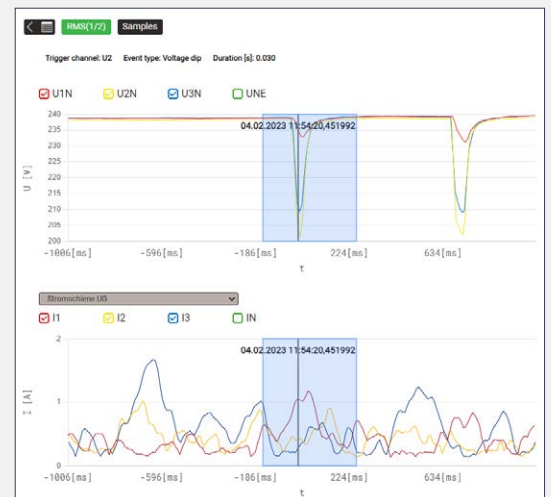 RMS(1/2) Samples
Trigger channel: U2 Event type: Voltage dip Duration [s]: 0.030
U1N U2N U3N UNE
240
04.02.2023 11:54:20,451992
235
230
225
220
215
210
205
200
U [V]
-1006[ms] -596[ms] -186[ms] 224[ms] 634[ms]
t
Stromschiene UG
I1 I2 I3 IN
2
04.02.2023 11:54:20,451992
1
I [A]
0
-1006[ms] -596[ms] -186[ms] 224[ms] 634[ms]
t